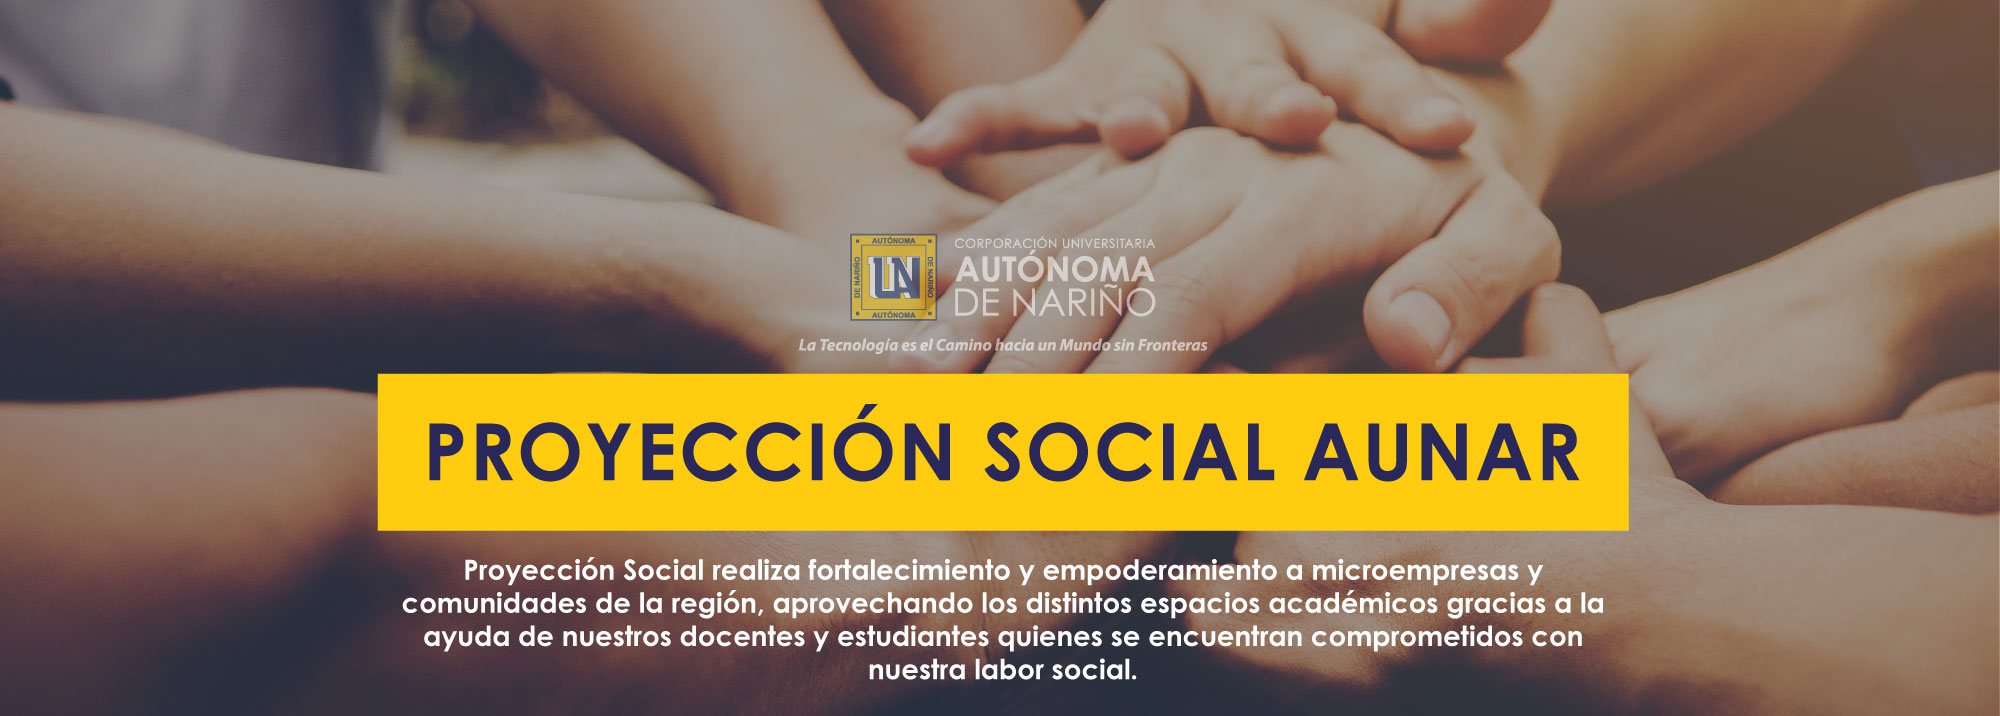 AUTÓNOMA
DE NARIÑO
DE NARIÑO
UN
AUTÓNOMA
CORPORACIÓN UNIVERSITARIA
AUTÓNOMA
DE NARIÑO
La Tecnología es el Camino hacia un Mundo sin Fronteras
PROYECCIÓN SOCIAL AUNAR
Proyección Social realiza fortalecimiento y empoderamiento a microempresas y
comunidades de la región, aprovechando los distintos espacios académicos gracias a la
ayuda de nuestros docentes y estudiantes quienes se encuentran comprometidos con
nuestra labor social.